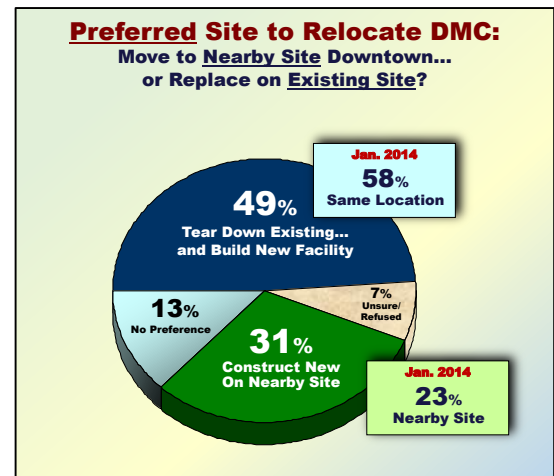 Preferred Site to Relocate DMC:
Move to Nearby Site Downtown...
or Replace on Existing Site?
Jan. 2014
58%
Same Location
49%
Tear Down Existing...
and Build New Facility
7%
Unsure/
Refused
13%
No Preference
31%
Construct New
On Nearby Site
Jan. 2014
23%
Nearby Site